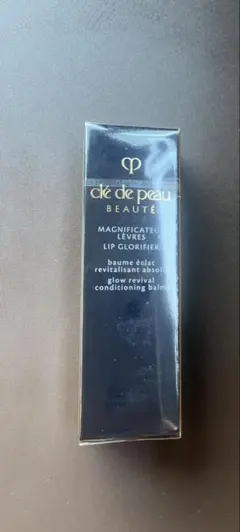 clé de peau
BEAUTÉ
MAGNIFICATEUR
LÈVRES
LIP GLORIFIER
baume éclat
revitalisant absolu
glow revival
conditioning balm